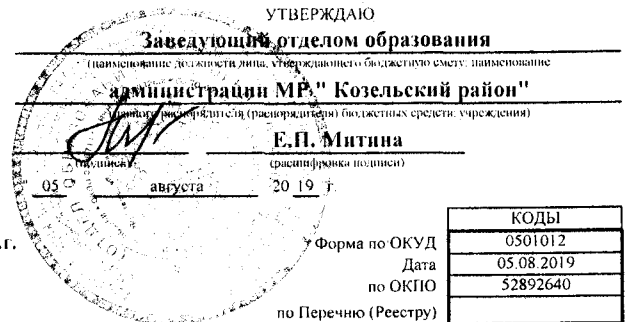 УТВЕРЖДАЮ
Заведующий отделом образования
(наименование должности лица, утверждающего бюджетную смету; наименование
администрации МР " Козельский район"
главного распорядителя (распорядителя) бюджетных средств; учреждения)
Е.П. Митина
(подпись) (расшифровка подписи)
05 августа 20 19 г.
КОДЫ
г. Форма по ОКУД 0501012
Дата 05.08.2019
по ОКПО 52892640
по Перечню (Реестру)